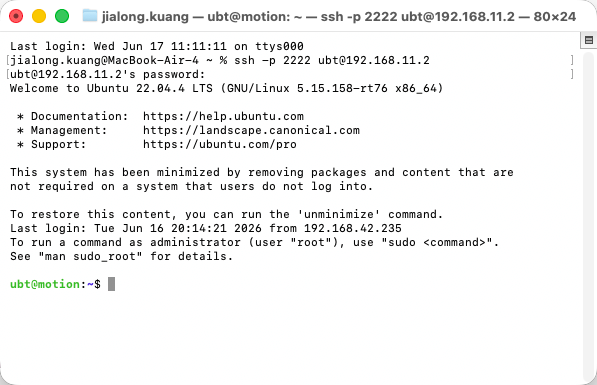 jialong.kuang — ubt@motion: ~ — ssh -p 2222 ubt@192.168.11.2 — 80×24
Last login: Wed Jun 17 11:11:11 on ttys000
[jialong.kuang@MacBook-Air-4 ~ % ssh -p 2222 ubt@192.168.11.2 ]
[ubt@192.168.11.2's password: ]
Welcome to Ubuntu 22.04.4 LTS (GNU/Linux 5.15.158-rt76 x86_64)

 * Documentation:  https://help.ubuntu.com
 * Management:     https://landscape.canonical.com
 * Support:        https://ubuntu.com/pro

This system has been minimized by removing packages and content that are
not required on a system that users do not log into.

To restore this content, you can run the 'unminimize' command.
Last login: Tue Jun 16 20:14:21 2026 from 192.168.42.235
To run a command as administrator (user "root"), use "sudo <command>".
See "man sudo_root" for details.

ubt@motion:~$